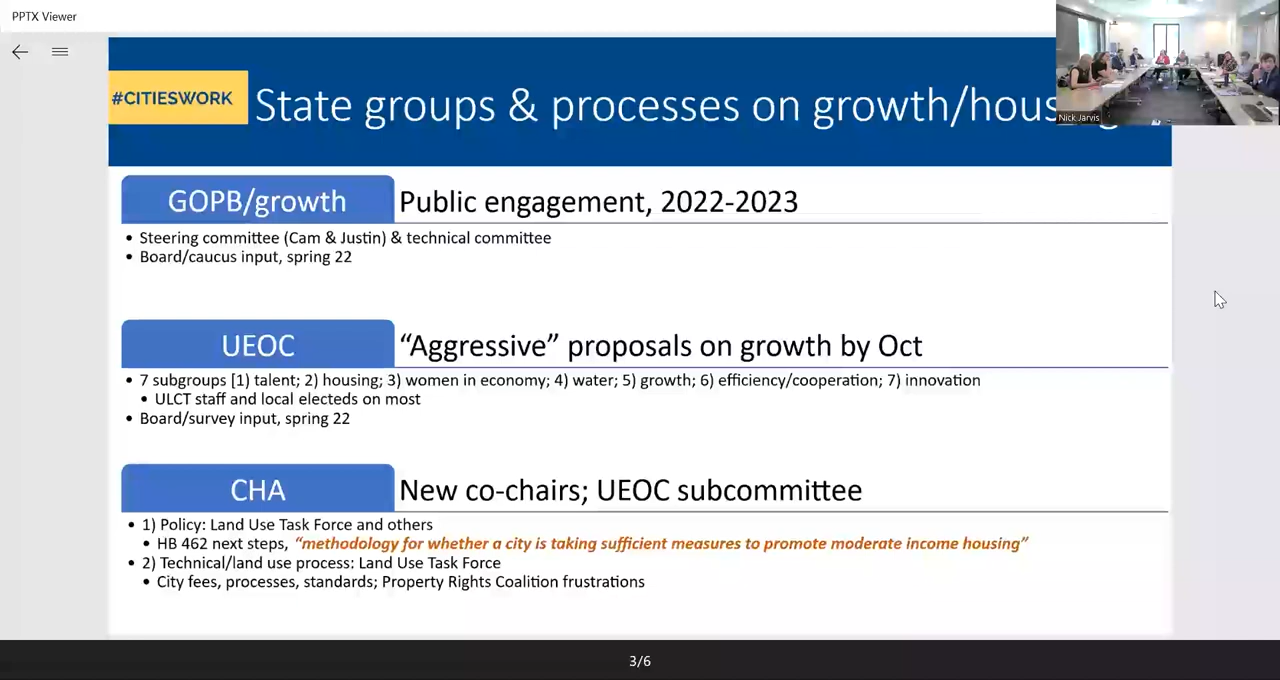 PPTX Viewer
#CITIESWORK
State groups & processes on growth/hous
Nick Jarvis
GOPB/growth
Public engagement, 2022-2023
• Steering committee (Cam & Justin) & technical committee
• Board/caucus input, spring 22
UEOC
“Aggressive” proposals on growth by Oct
• 7 subgroups [1) talent; 2) housing; 3) women in economy; 4) water; 5) growth; 6) efficiency/cooperation; 7) innovation
• ULCT staff and local electeds on most
• Board/survey input, spring 22
CHA
New co-chairs; UEOC subcommittee
• 1) Policy: Land Use Task Force and others
• HB 462 next steps, “methodology for whether a city is taking sufficient measures to promote moderate income housing”
• 2) Technical/land use process: Land Use Task Force
• City fees, processes, standards; Property Rights Coalition frustrations
3/6